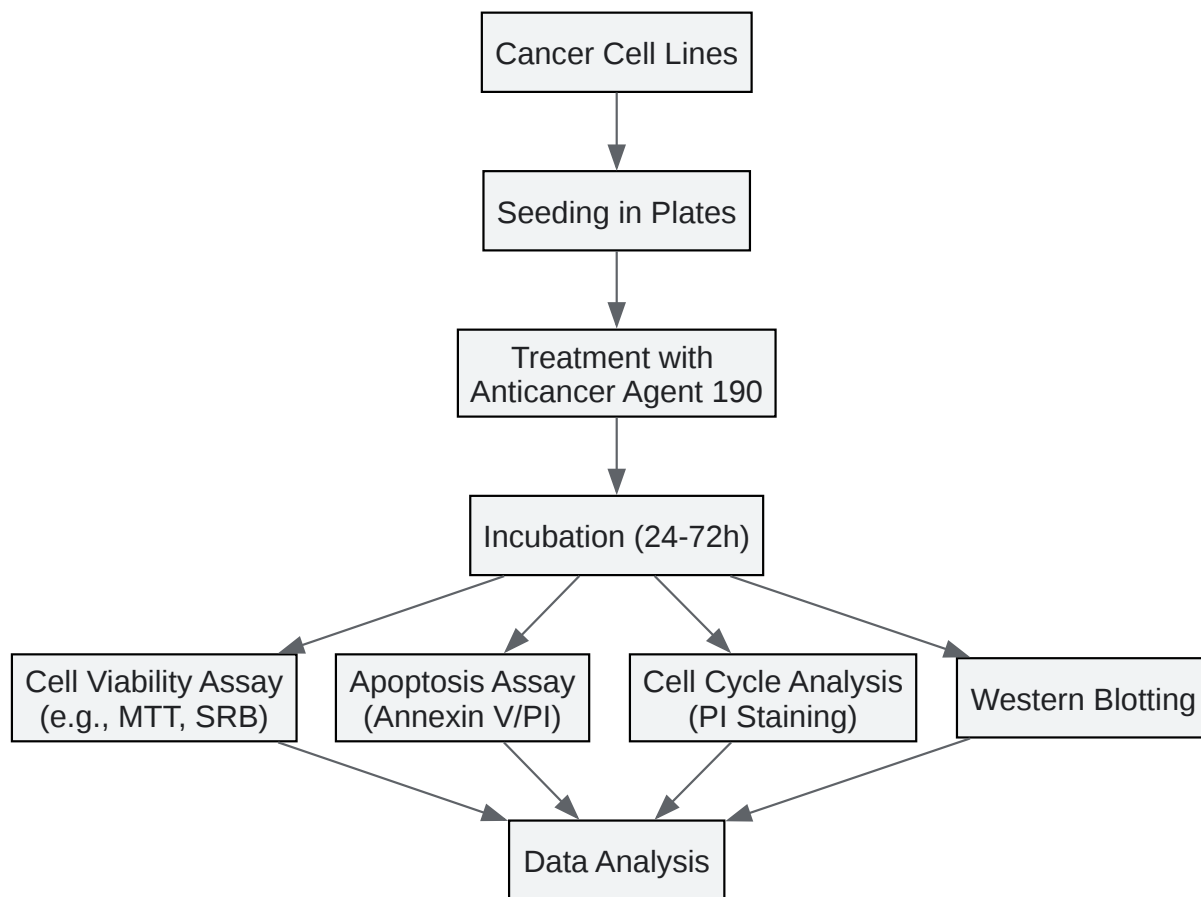 Cancer Cell Lines
Seeding in Plates
Treatment with
Anticancer Agent 190
Incubation (24-72h)
Cell Viability Assay
(e.g., MTT, SRB)
Apoptosis Assay
(Annexin V/PI)
Cell Cycle Analysis
(PI Staining)
Western Blotting
Data Analysis